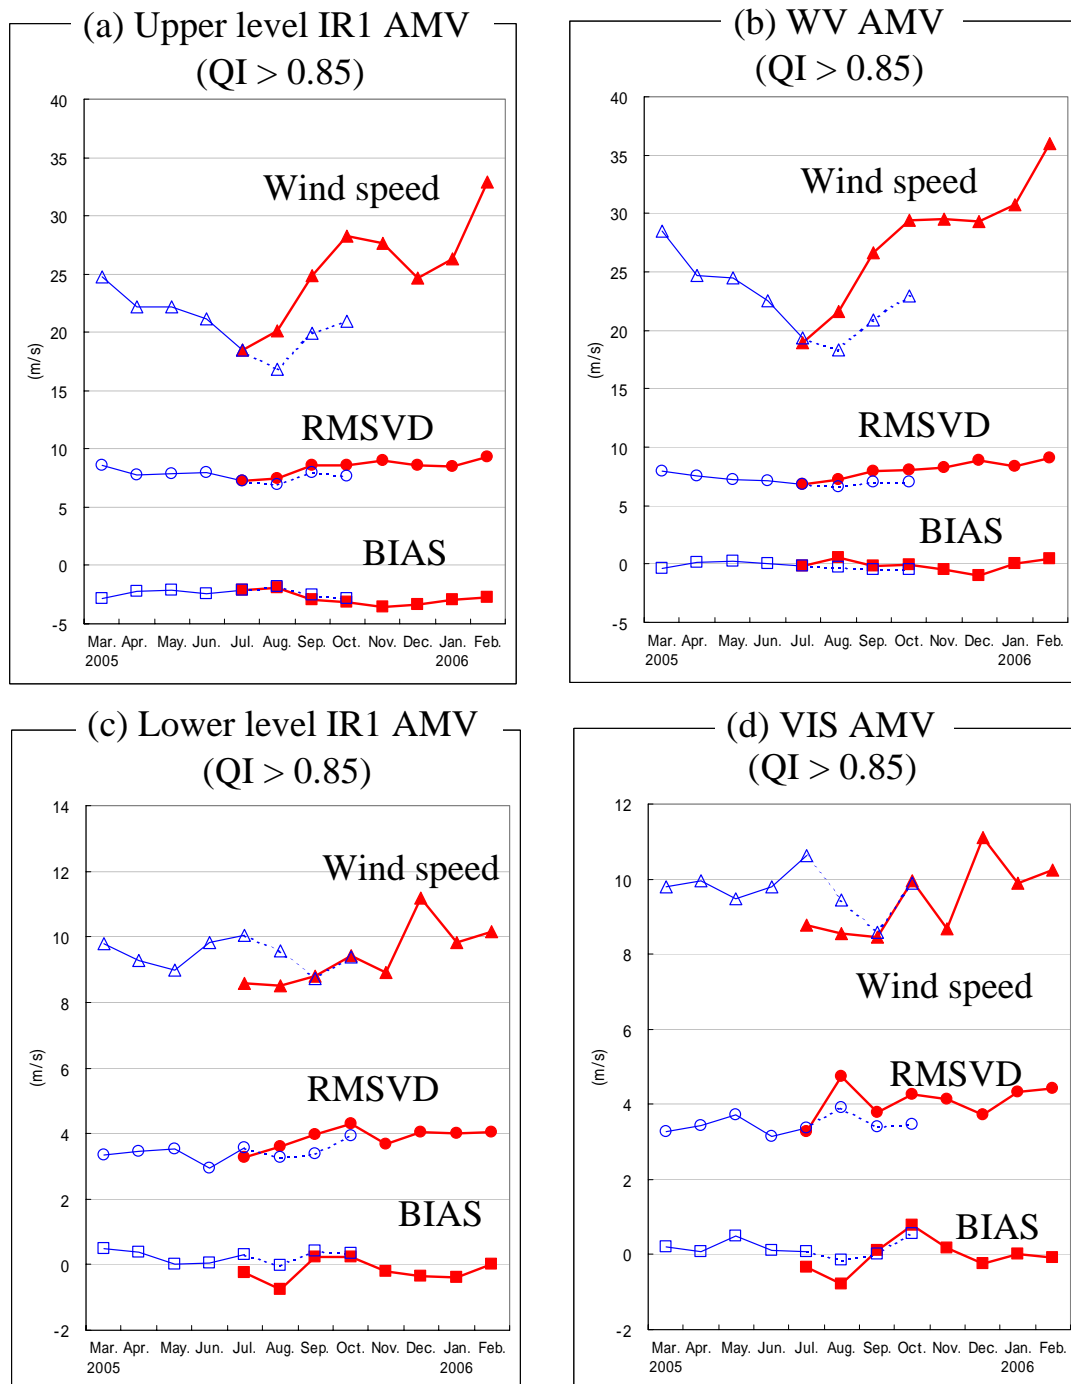 (a) Upper level IR1 AMV
(QI > 0.85)
40
35
30
25
20
15
10
5
0
-5
(m/s)
Wind speed
RMSVD
BIAS
Mar. Apr. May. Jun. Jul. Aug. Sep. Oct. Nov. Dec. Jan. Feb.
2005 2006
(b) WV AMV
(QI > 0.85)
40
35
30
25
20
15
10
5
0
-5
(m/s)
Wind speed
RMSVD
BIAS
Mar. Apr. May. Jun. Jul. Aug. Sep. Oct. Nov. Dec. Jan. Feb.
2005 2006
(c) Lower level IR1 AMV
(QI > 0.85)
14
12
10
8
6
4
2
0
-2
(m/s)
Wind speed
RMSVD
BIAS
Mar. Apr. May. Jun. Jul. Aug. Sep. Oct. Nov. Dec. Jan. Feb.
2005 2006
(d) VIS AMV
(QI > 0.85)
12
10
8
6
4
2
0
-2
(m/s)
Wind speed
RMSVD
BIAS
Mar. Apr. May. Jun. Jul. Aug. Sep. Oct. Nov. Dec. Jan. Feb.
2005 2006